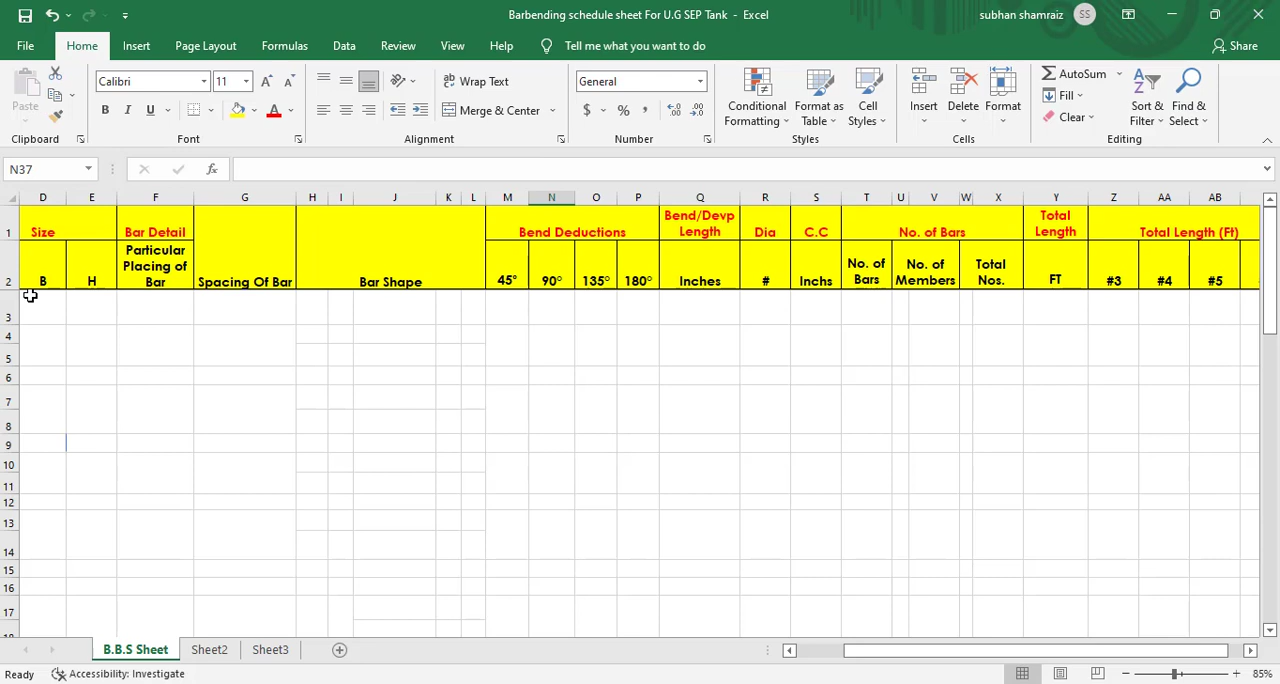 Barbending schedule sheet For U.G SEP Tank - Excel
subhan shamraiz SS
File Home Insert Page Layout Formulas Data Review View Help Tell me what you want to do Share
Paste
Clipboard
Calibri 11
B I U
Font
Wrap Text
Merge & Center
Alignment
General
$ % ,
Number
Conditional Formatting
Format as Table
Cell Styles
Styles
Insert Delete Format
Cells
AutoSum
Fill
Clear
Sort & Filter
Find & Select
Editing
N37 fx
D E F G H I J K L M N O P Q R S T U V W X Y Z AA AB
1 Size Bar Detail Bend Deductions Bend/Devp Length Dia C.C No. of Bars Total Length Total Length (Ft)
2 B H Particular Placing of Bar Spacing Of Bar Bar Shape 45° 90° 135° 180° Inches # Inchs No. of Bars No. of Members Total Nos. FT #3 #4 #5
3
4
5
6
7
8
9
10
11
12
13
14
15
16
17
B.B.S Sheet Sheet2 Sheet3
Ready Accessibility: Investigate 85%